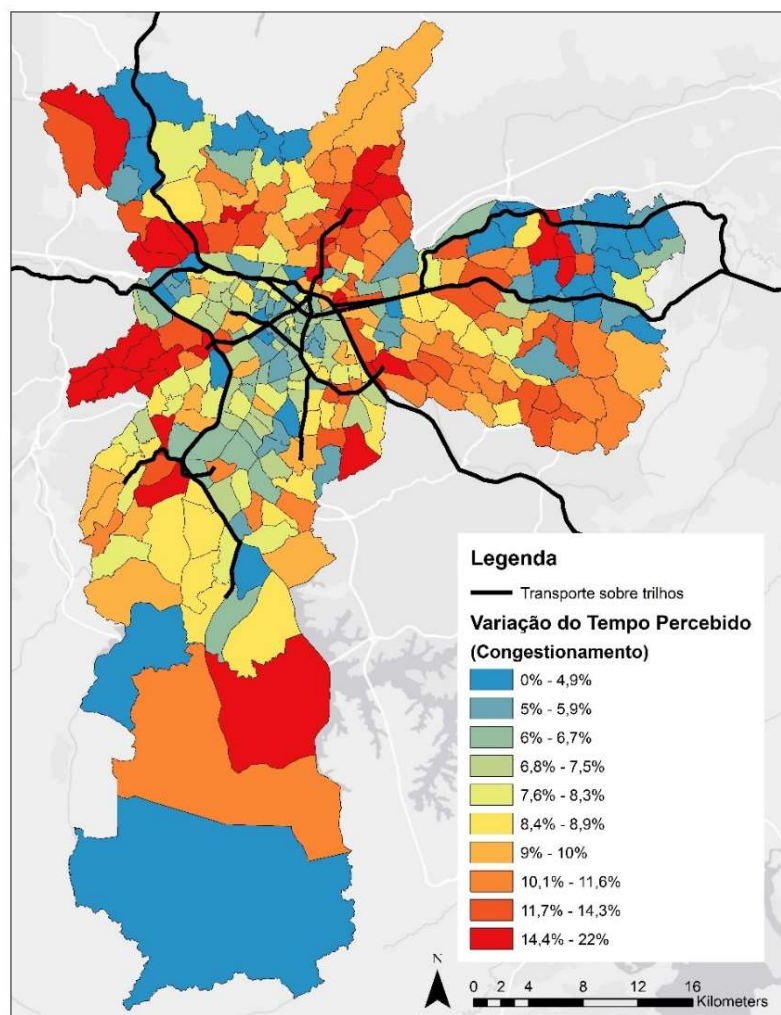 Legenda
Transporte sobre trilhos
Variação do Tempo Percebido
(Congestionamento)
0% - 4,9%
5% - 5,9%
6% - 6,7%
6,8% - 7,5%
7,6% - 8,3%
8,4% - 8,9%
9% - 10%
10,1% - 11,6%
11,7% - 14,3%
14,4% - 22%
N
0 2 4 8 12 16
Kilometers